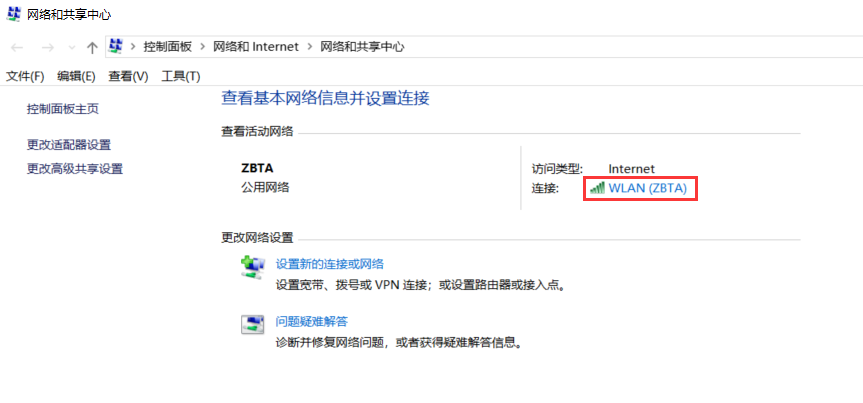 网络和共享中心
控制面板 > 网络和 Internet > 网络和共享中心
文件(F) 编辑(E) 查看(V) 工具(T)
控制面板主页
更改适配器设置
更改高级共享设置
查看基本网络信息并设置连接
查看活动网络
ZBTA
公用网络
访问类型: Internet
连接: WLAN (ZBTA)
更改网络设置
设置新的连接或网络
设置宽带、拨号或 VPN 连接；或设置路由器或接入点。
问题疑难解答
诊断并修复网络问题，或者获得疑难解答信息。